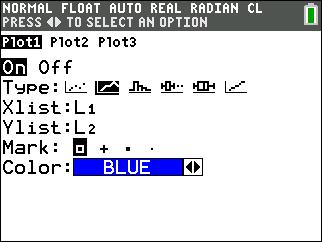 NORMAL FLOAT AUTO REAL RADIAN CL
PRESS ◄► TO SELECT AN OPTION
Plot1 Plot2 Plot3
On Off
Type:
Xlist:L1
Ylist:L2
Mark: □ + ▪ ·
Color: BLUE ◄►